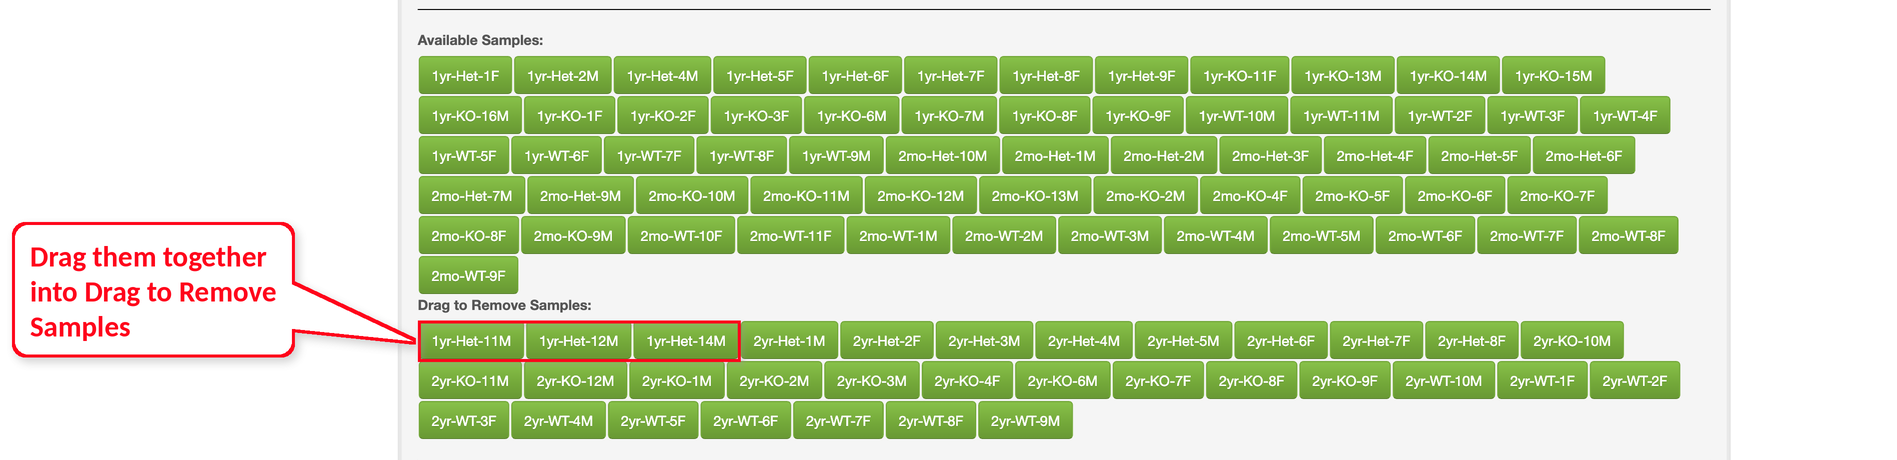 Available Samples:
1yr-Het-1F 1yr-Het-2M 1yr-Het-4M 1yr-Het-5F 1yr-Het-6F 1yr-Het-7F 1yr-Het-8F 1yr-Het-9F 1yr-KO-11F 1yr-KO-13M 1yr-KO-14M 1yr-KO-15M
1yr-KO-16M 1yr-KO-1F 1yr-KO-2F 1yr-KO-3F 1yr-KO-6M 1yr-KO-7M 1yr-KO-8F 1yr-KO-9F 1yr-WT-10M 1yr-WT-11M 1yr-WT-2F 1yr-WT-3F 1yr-WT-4F
1yr-WT-5F 1yr-WT-6F 1yr-WT-7F 1yr-WT-8F 1yr-WT-9M 2mo-Het-10M 2mo-Het-1M 2mo-Het-2M 2mo-Het-3F 2mo-Het-4F 2mo-Het-5F 2mo-Het-6F
2mo-Het-7M 2mo-Het-9M 2mo-KO-10M 2mo-KO-11M 2mo-KO-12M 2mo-KO-13M 2mo-KO-2M 2mo-KO-4F 2mo-KO-5F 2mo-KO-6F 2mo-KO-7F
2mo-KO-8F 2mo-KO-9M 2mo-WT-10F 2mo-WT-11F 2mo-WT-1M 2mo-WT-2M 2mo-WT-3M 2mo-WT-4M 2mo-WT-5M 2mo-WT-6F 2mo-WT-7F 2mo-WT-8F
2mo-WT-9F
Drag them together
into Drag to Remove
Samples
Drag to Remove Samples:
1yr-Het-11M 1yr-Het-12M 1yr-Het-14M 2yr-Het-1M 2yr-Het-2F 2yr-Het-3M 2yr-Het-4M 2yr-Het-5M 2yr-Het-6F 2yr-Het-7F 2yr-Het-8F 2yr-KO-10M
2yr-KO-11M 2yr-KO-12M 2yr-KO-1M 2yr-KO-2M 2yr-KO-3M 2yr-KO-4F 2yr-KO-6M 2yr-KO-7F 2yr-KO-8F 2yr-KO-9F 2yr-WT-10M 2yr-WT-1F 2yr-WT-2F
2yr-WT-3F 2yr-WT-4M 2yr-WT-5F 2yr-WT-6F 2yr-WT-7F 2yr-WT-8F 2yr-WT-9M